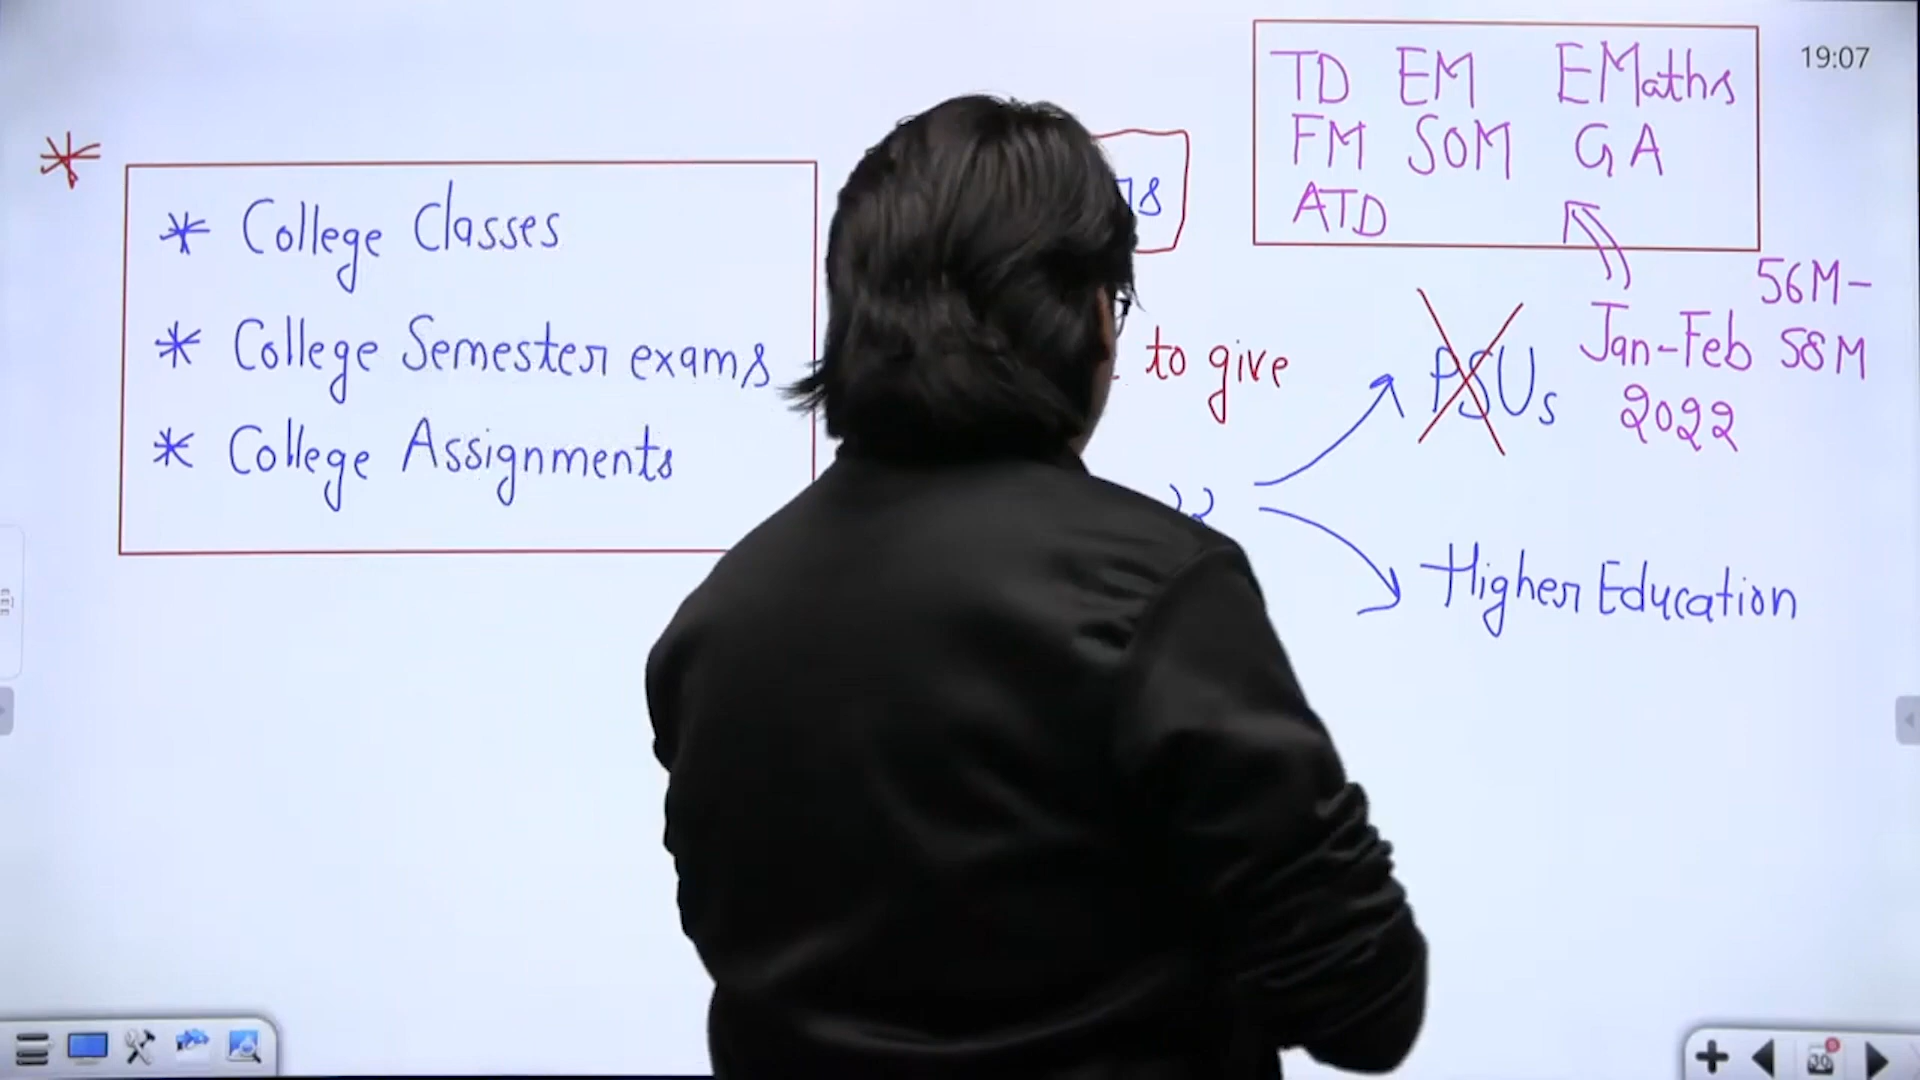 * College Classes
* College Semester exams
* College Assignments
to give
PSUs
Higher Education
TD EM EMaths
FM SOM GA
ATD
Jan-Feb
2022
56M-
58M
19:07
30